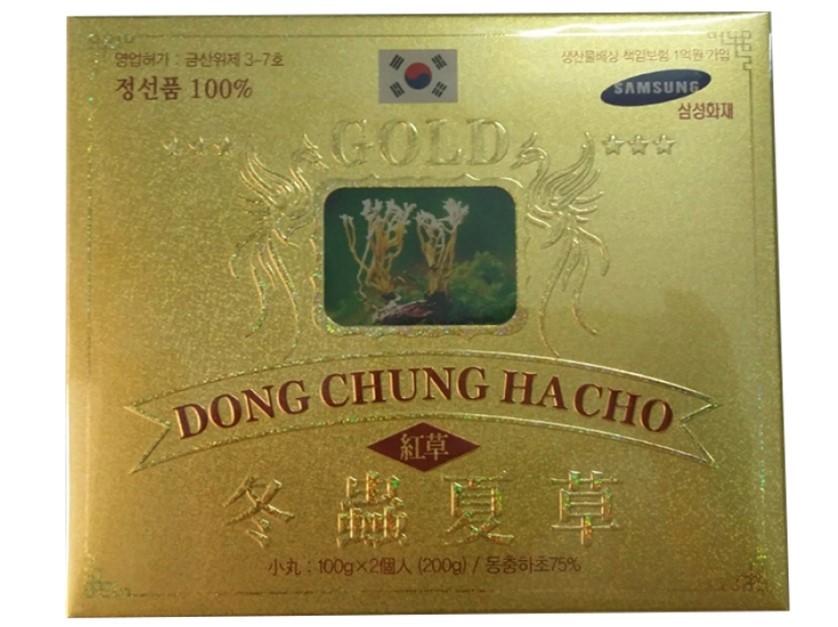 영업허가 : 금산위제 3-7호
생산물배상 책임보험 1억원 가입
정선품 100%
SAMSUNG
삼성화재
GOLD
DONG CHUNG HACHO
紅草
冬蟲夏草
小丸 : 100g×2個入 (200g) / 동충하초75%